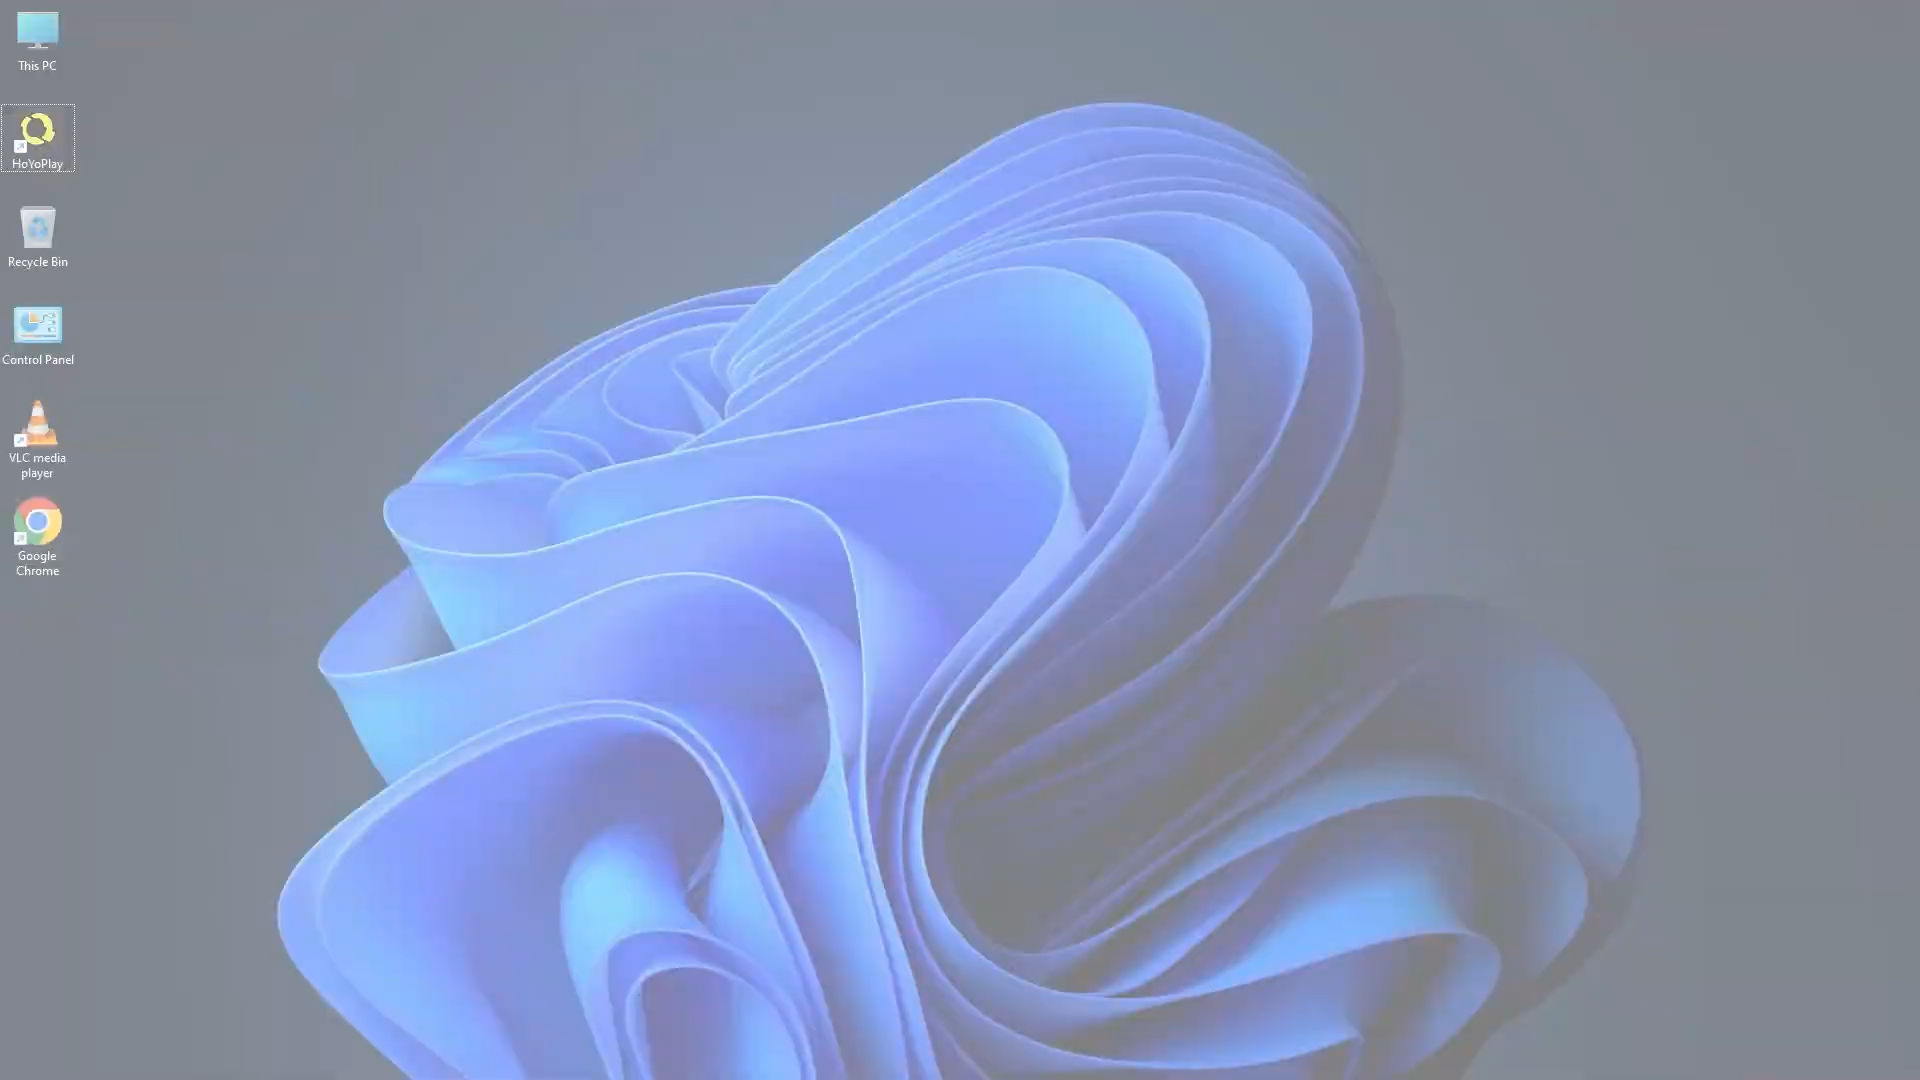 This PC
HoYoPlay
Recycle Bin
Control Panel
VLC media
player
Google
Chrome